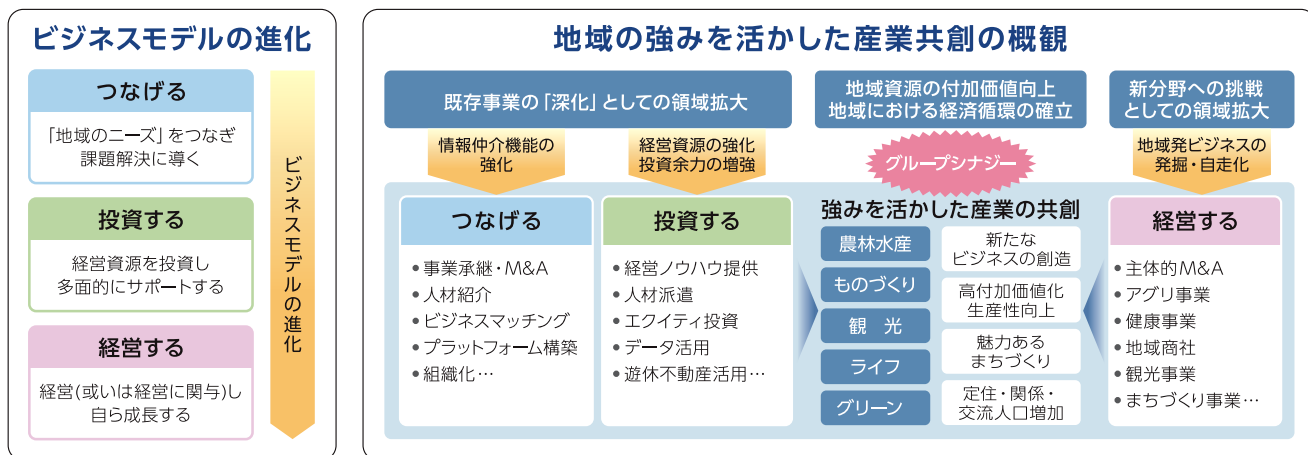 ビジネスモデルの進化
つなげる
「地域のニーズ」をつなぎ
課題解決に導く
投資する
経営資源を投資し
多面的にサポートする
経営する
経営(或いは経営に関与)し
自ら成長する
ビジネスモデルの進化
地域の強みを活かした産業共創の概観
既存事業の「深化」としての領域拡大
情報仲介機能の
強化
経営資源の強化
投資余力の増強
地域資源の付加価値向上
地域における経済循環の確立
グループシナジー
新分野への挑戦
としての領域拡大
地域発ビジネスの
発掘・自走化
つなげる
•事業承継・M&A
•人材紹介
•ビジネスマッチング
•プラットフォーム構築
•組織化…
投資する
•経営ノウハウ提供
•人材派遣
•エクイティ投資
•データ活用
•遊休不動産活用…
強みを活かした産業の共創
農林水産
ものづくり
観　光
ライフ
グリーン
新たな
ビジネスの創造
高付加価値化
生産性向上
魅力ある
まちづくり
定住・関係・
交流人口増加
経営する
•主体的M&A
•アグリ事業
•健康事業
•地域商社
•観光事業
•まちづくり事業…